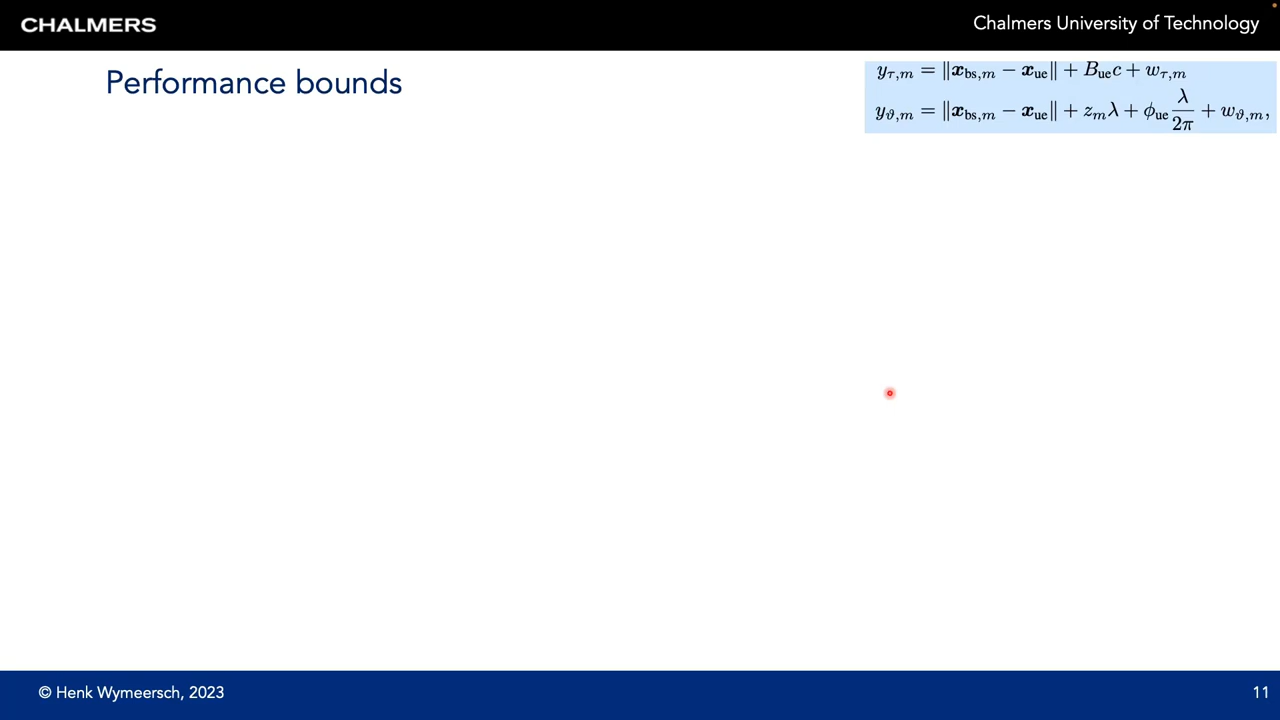 CHALMERS
Chalmers University of Technology
Performance bounds
y_{τ,m} = ‖x_{bs,m} − x_{ue}‖ + B_{ue}c + w_{τ,m}
y_{ϑ,m} = ‖x_{bs,m} − x_{ue}‖ + z_mλ + ϕ_{ue} λ/2π + w_{ϑ,m},
© Henk Wymeersch, 2023
11